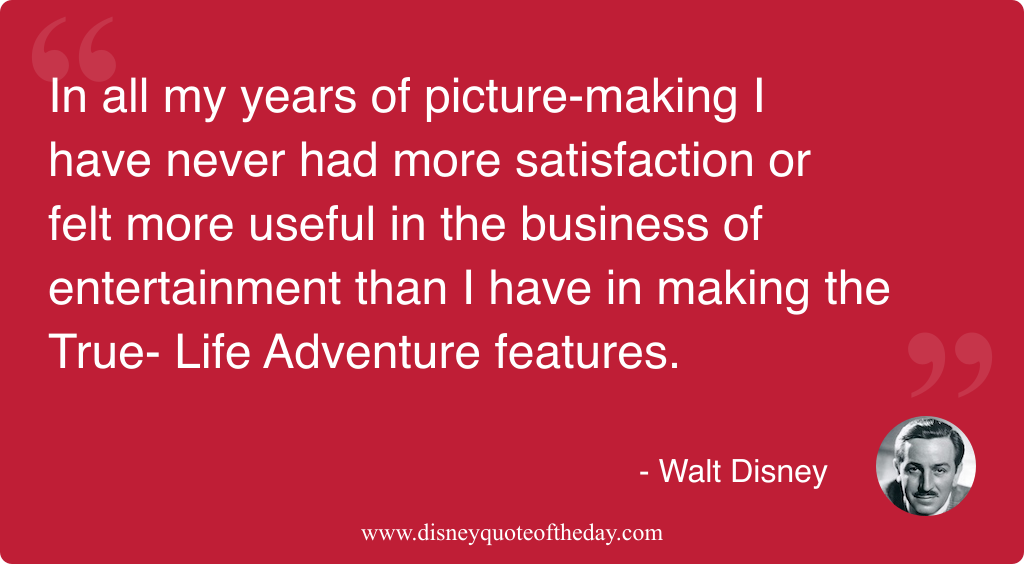 In all my years of picture-making I
have never had more satisfaction or
felt more useful in the business of
entertainment than I have in making the
True- Life Adventure features.
- Walt Disney
www.disneyquoteoftheday.com